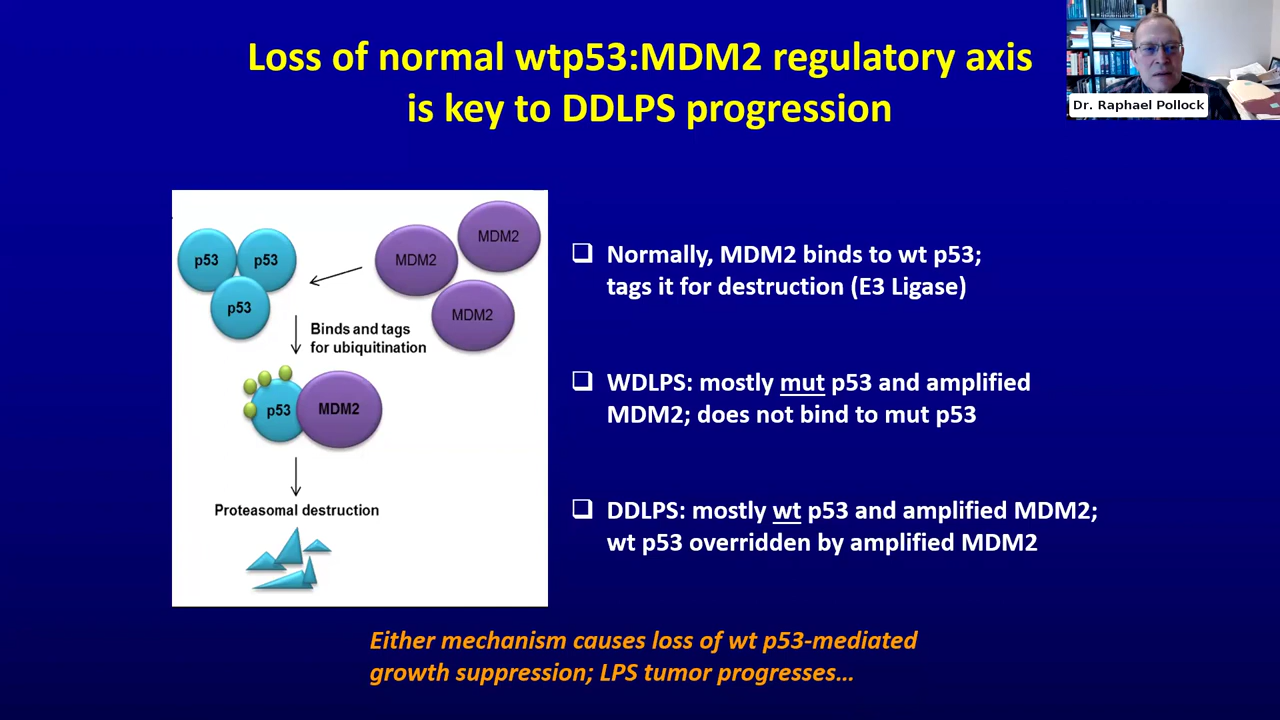 Loss of normal wtp53:MDM2 regulatory axis
is key to DDLPS progression
Dr. Raphael Pollock
p53
p53
p53
MDM2
MDM2
MDM2
Binds and tags
for ubiquitination
p53
MDM2
Proteasomal destruction
❑ Normally, MDM2 binds to wt p53;
tags it for destruction (E3 Ligase)
❑ WDLPS: mostly mut p53 and amplified
MDM2; does not bind to mut p53
❑ DDLPS: mostly wt p53 and amplified MDM2;
wt p53 overridden by amplified MDM2
Either mechanism causes loss of wt p53-mediated
growth suppression; LPS tumor progresses...